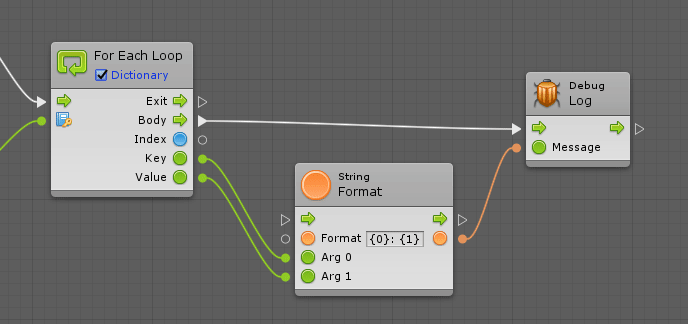 For Each Loop
Dictionary
Exit
Body
Index
Key
Value
String
Format
Format {0}: {1}
Arg 0
Arg 1
Debug
Log
Message